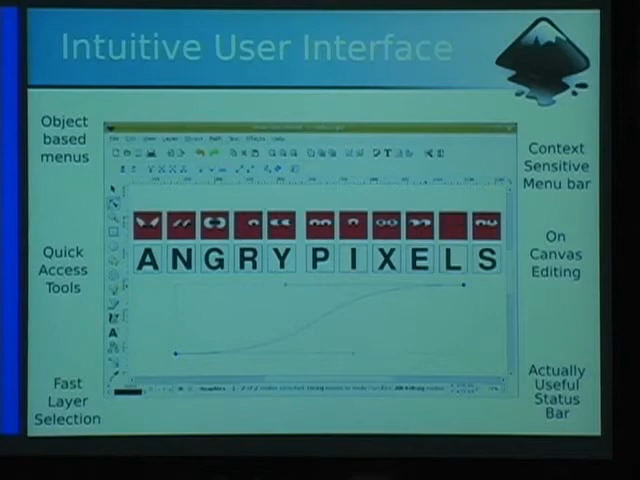 Intuitive User Interface
Object
based
menus
Context
Sensitive
Menu bar
ANGRYPIXELS
Quick
Access
Tools
On
Canvas
Editing
Fast
Layer
Selection
Actually
Useful
Status
Bar